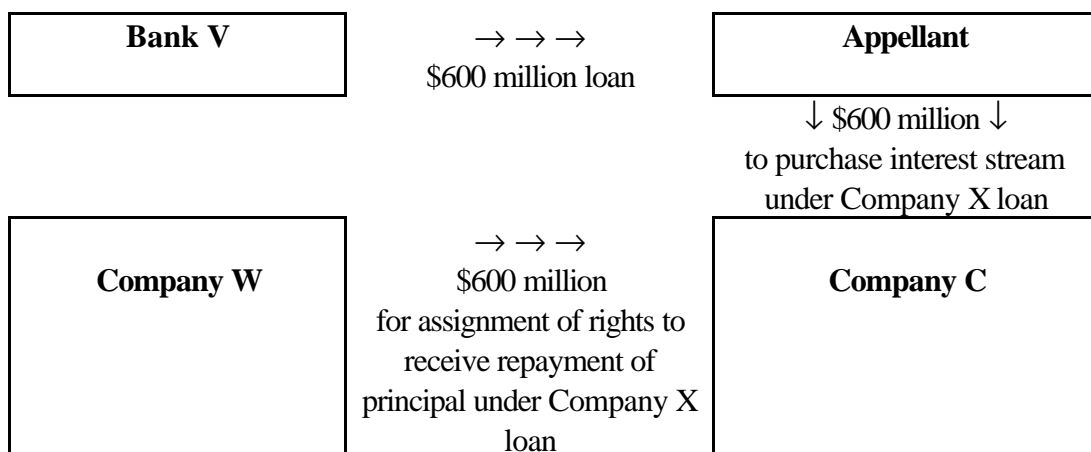 Bank V
→ → →
$600 million loan
Appellant
↓ $600 million ↓
to purchase interest stream
under Company X loan
Company W
→ → →
$600 million
for assignment of rights to
receive repayment of
principal under Company X
loan
Company C